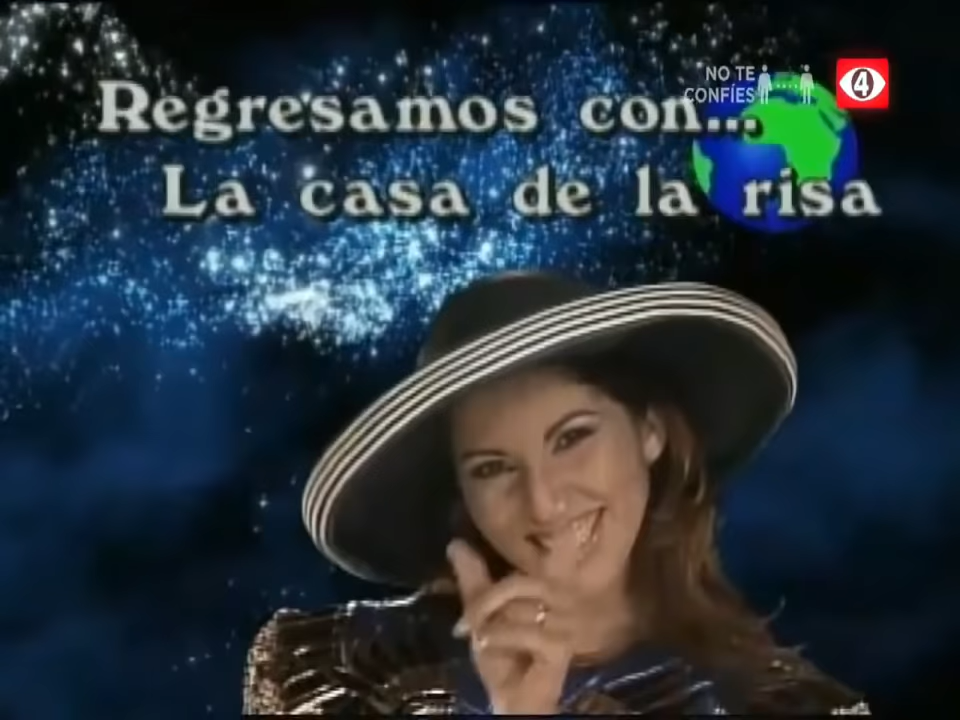 NO TE
CONFÍES
4
Regresamos con...
La casa de la risa